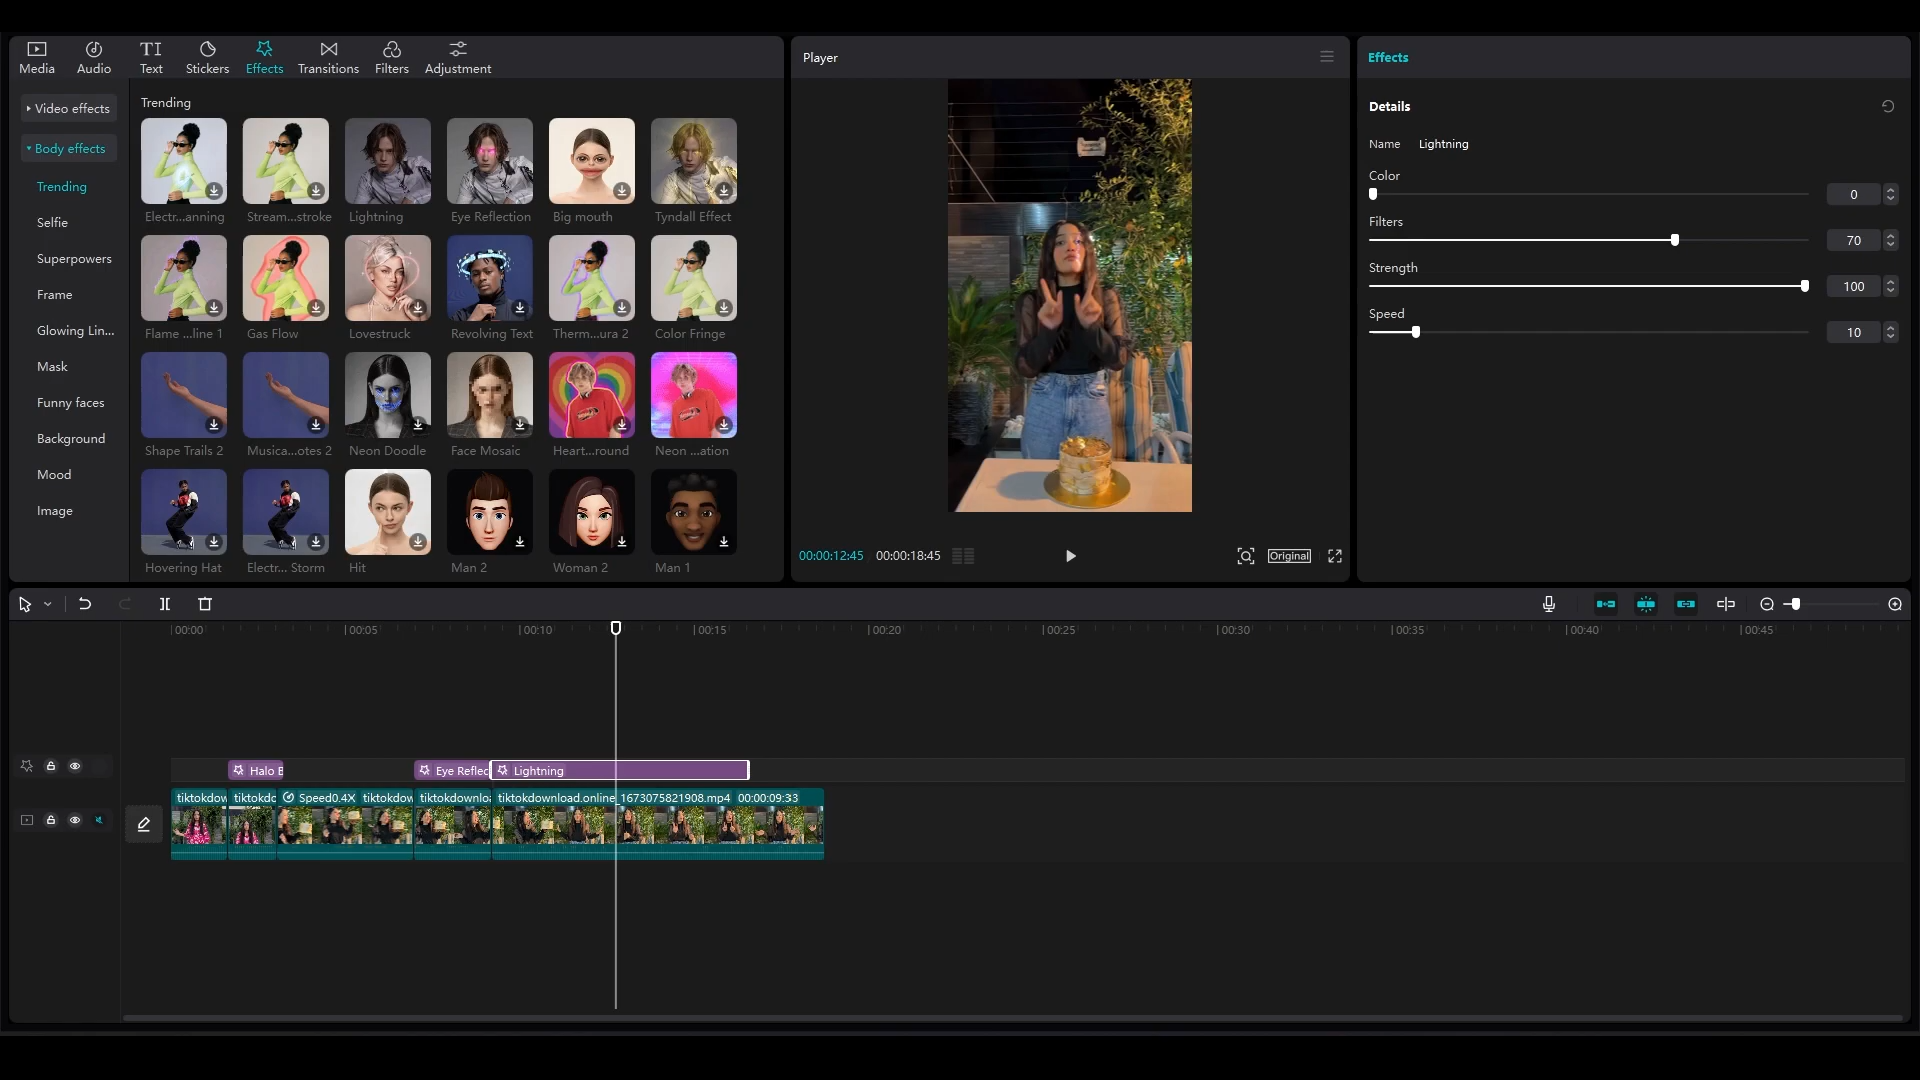 Media Audio Text Stickers Effects Transitions Filters Adjustment
Video effects
Body effects
Trending
Selfie
Superpowers
Frame
Glowing Lin...
Mask
Funny faces
Background
Mood
Image
Trending
Electr...anning Stream...stroke Lightning Eye Reflection Big mouth Tyndall Effect
Flame ...line 1 Gas Flow Lovestruck Revolving Text Therm...ura 2 Color Fringe
Shape Trails 2 Musica...otes 2 Neon Doodle Face Mosaic Heart...round Neon ...ation
Hovering Hat Electr... Storm Hit Man 2 Woman 2 Man 1
Player
00:00:12:45 00:00:18:45 Original
Effects
Details
Name Lightning
Color
0
Filters
70
Strength
100
Speed
10
00:00 00:05 00:10 00:15 00:20 00:25 00:30 00:35 00:40 00:45
Halo B Eye Reflec Lightning
tiktokdow tiktokdo Speed0.4X tiktokdow tiktokdownloa tiktokdownload.online_1673075821908.mp4 00:00:09:33